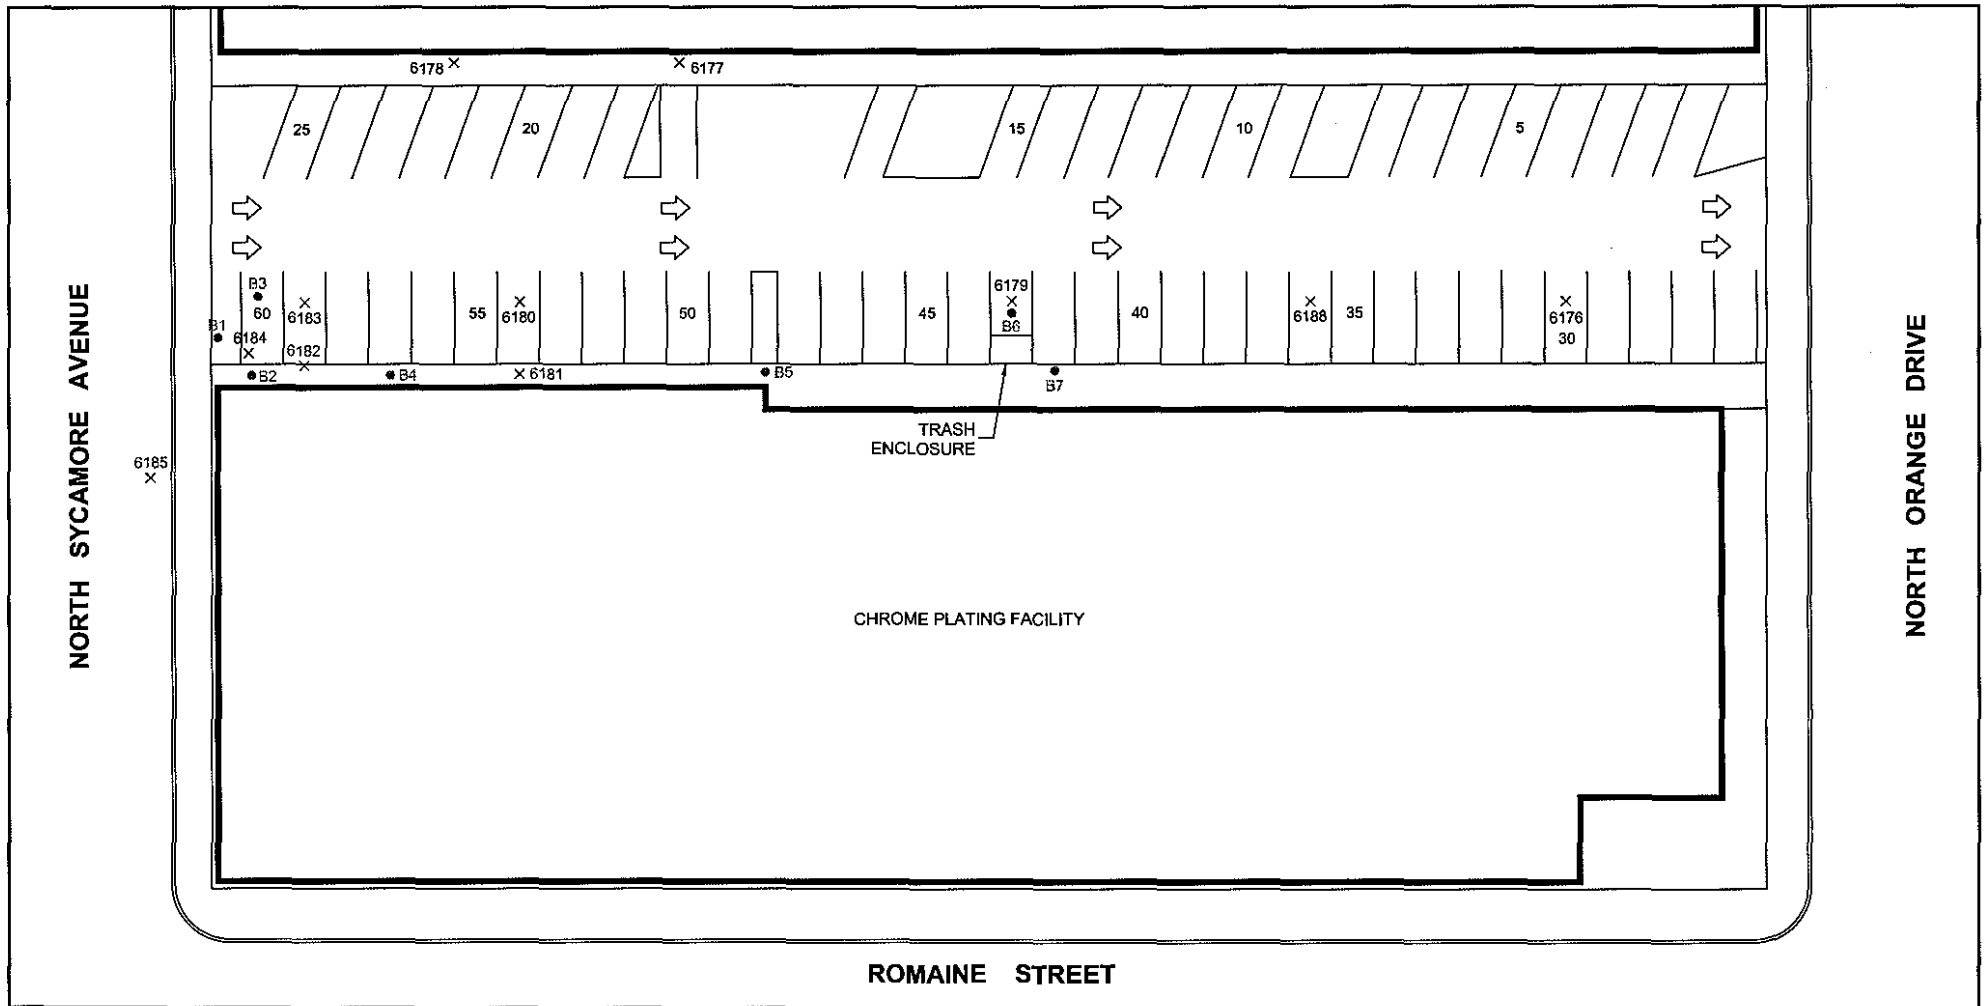 6178
6177
25
20
15
10
5
B3
60
6183
B1
6184
6182
B2
B4
55
6180
6181
50
B5
45
6179
B6
B7
40
6188
35
6176
30
TRASH
ENCLOSURE
6185
CHROME PLATING FACILITY
NORTH SYCAMORE AVENUE
NORTH ORANGE DRIVE
ROMAINE STREET